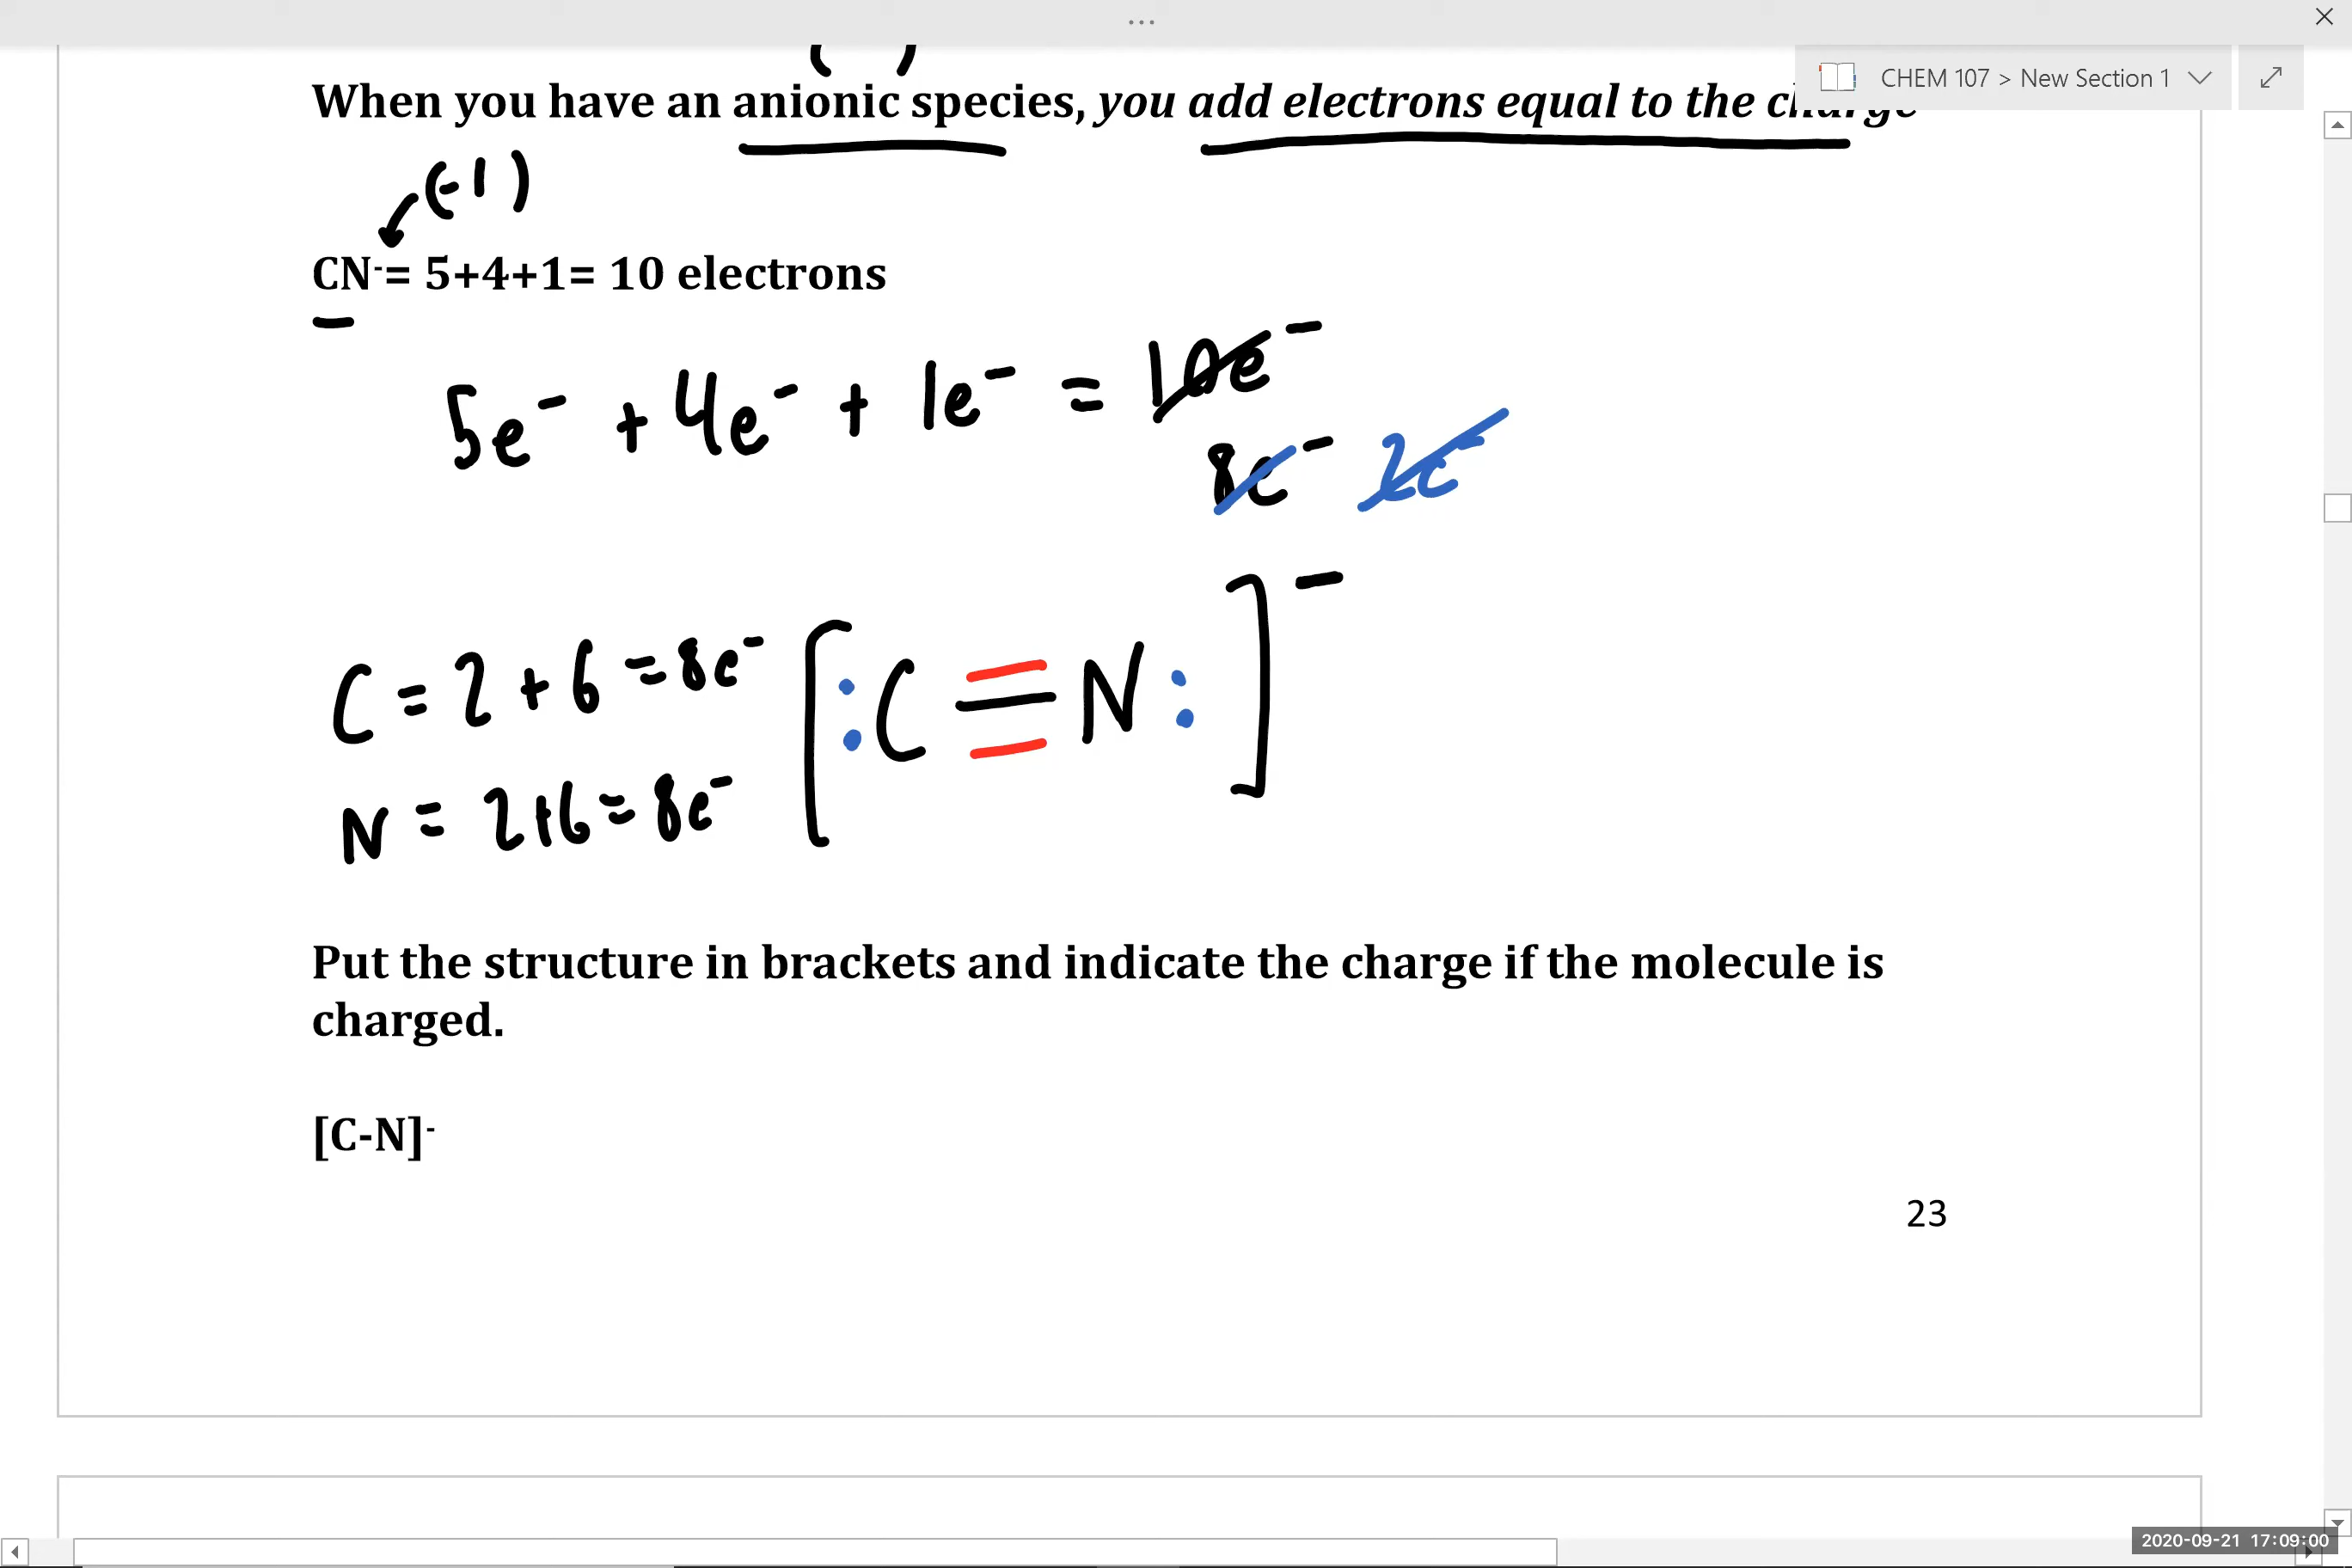 ...
CHEM 107 > New Section 1
( )
When you have an anionic species, you add electrons equal to the charge
(-1)
CN⁻= 5+4+1= 10 electrons
5e⁻ + 4e⁻ + 1e⁻ = 10e⁻
8e⁻ 2e⁻
C = 2 + 6 = 8e⁻
[:C≡N:]⁻
N = 2+6 = 8e⁻
Put the structure in brackets and indicate the charge if the molecule is
charged.
[C-N]⁻
23
2020-09-21 17:09:00